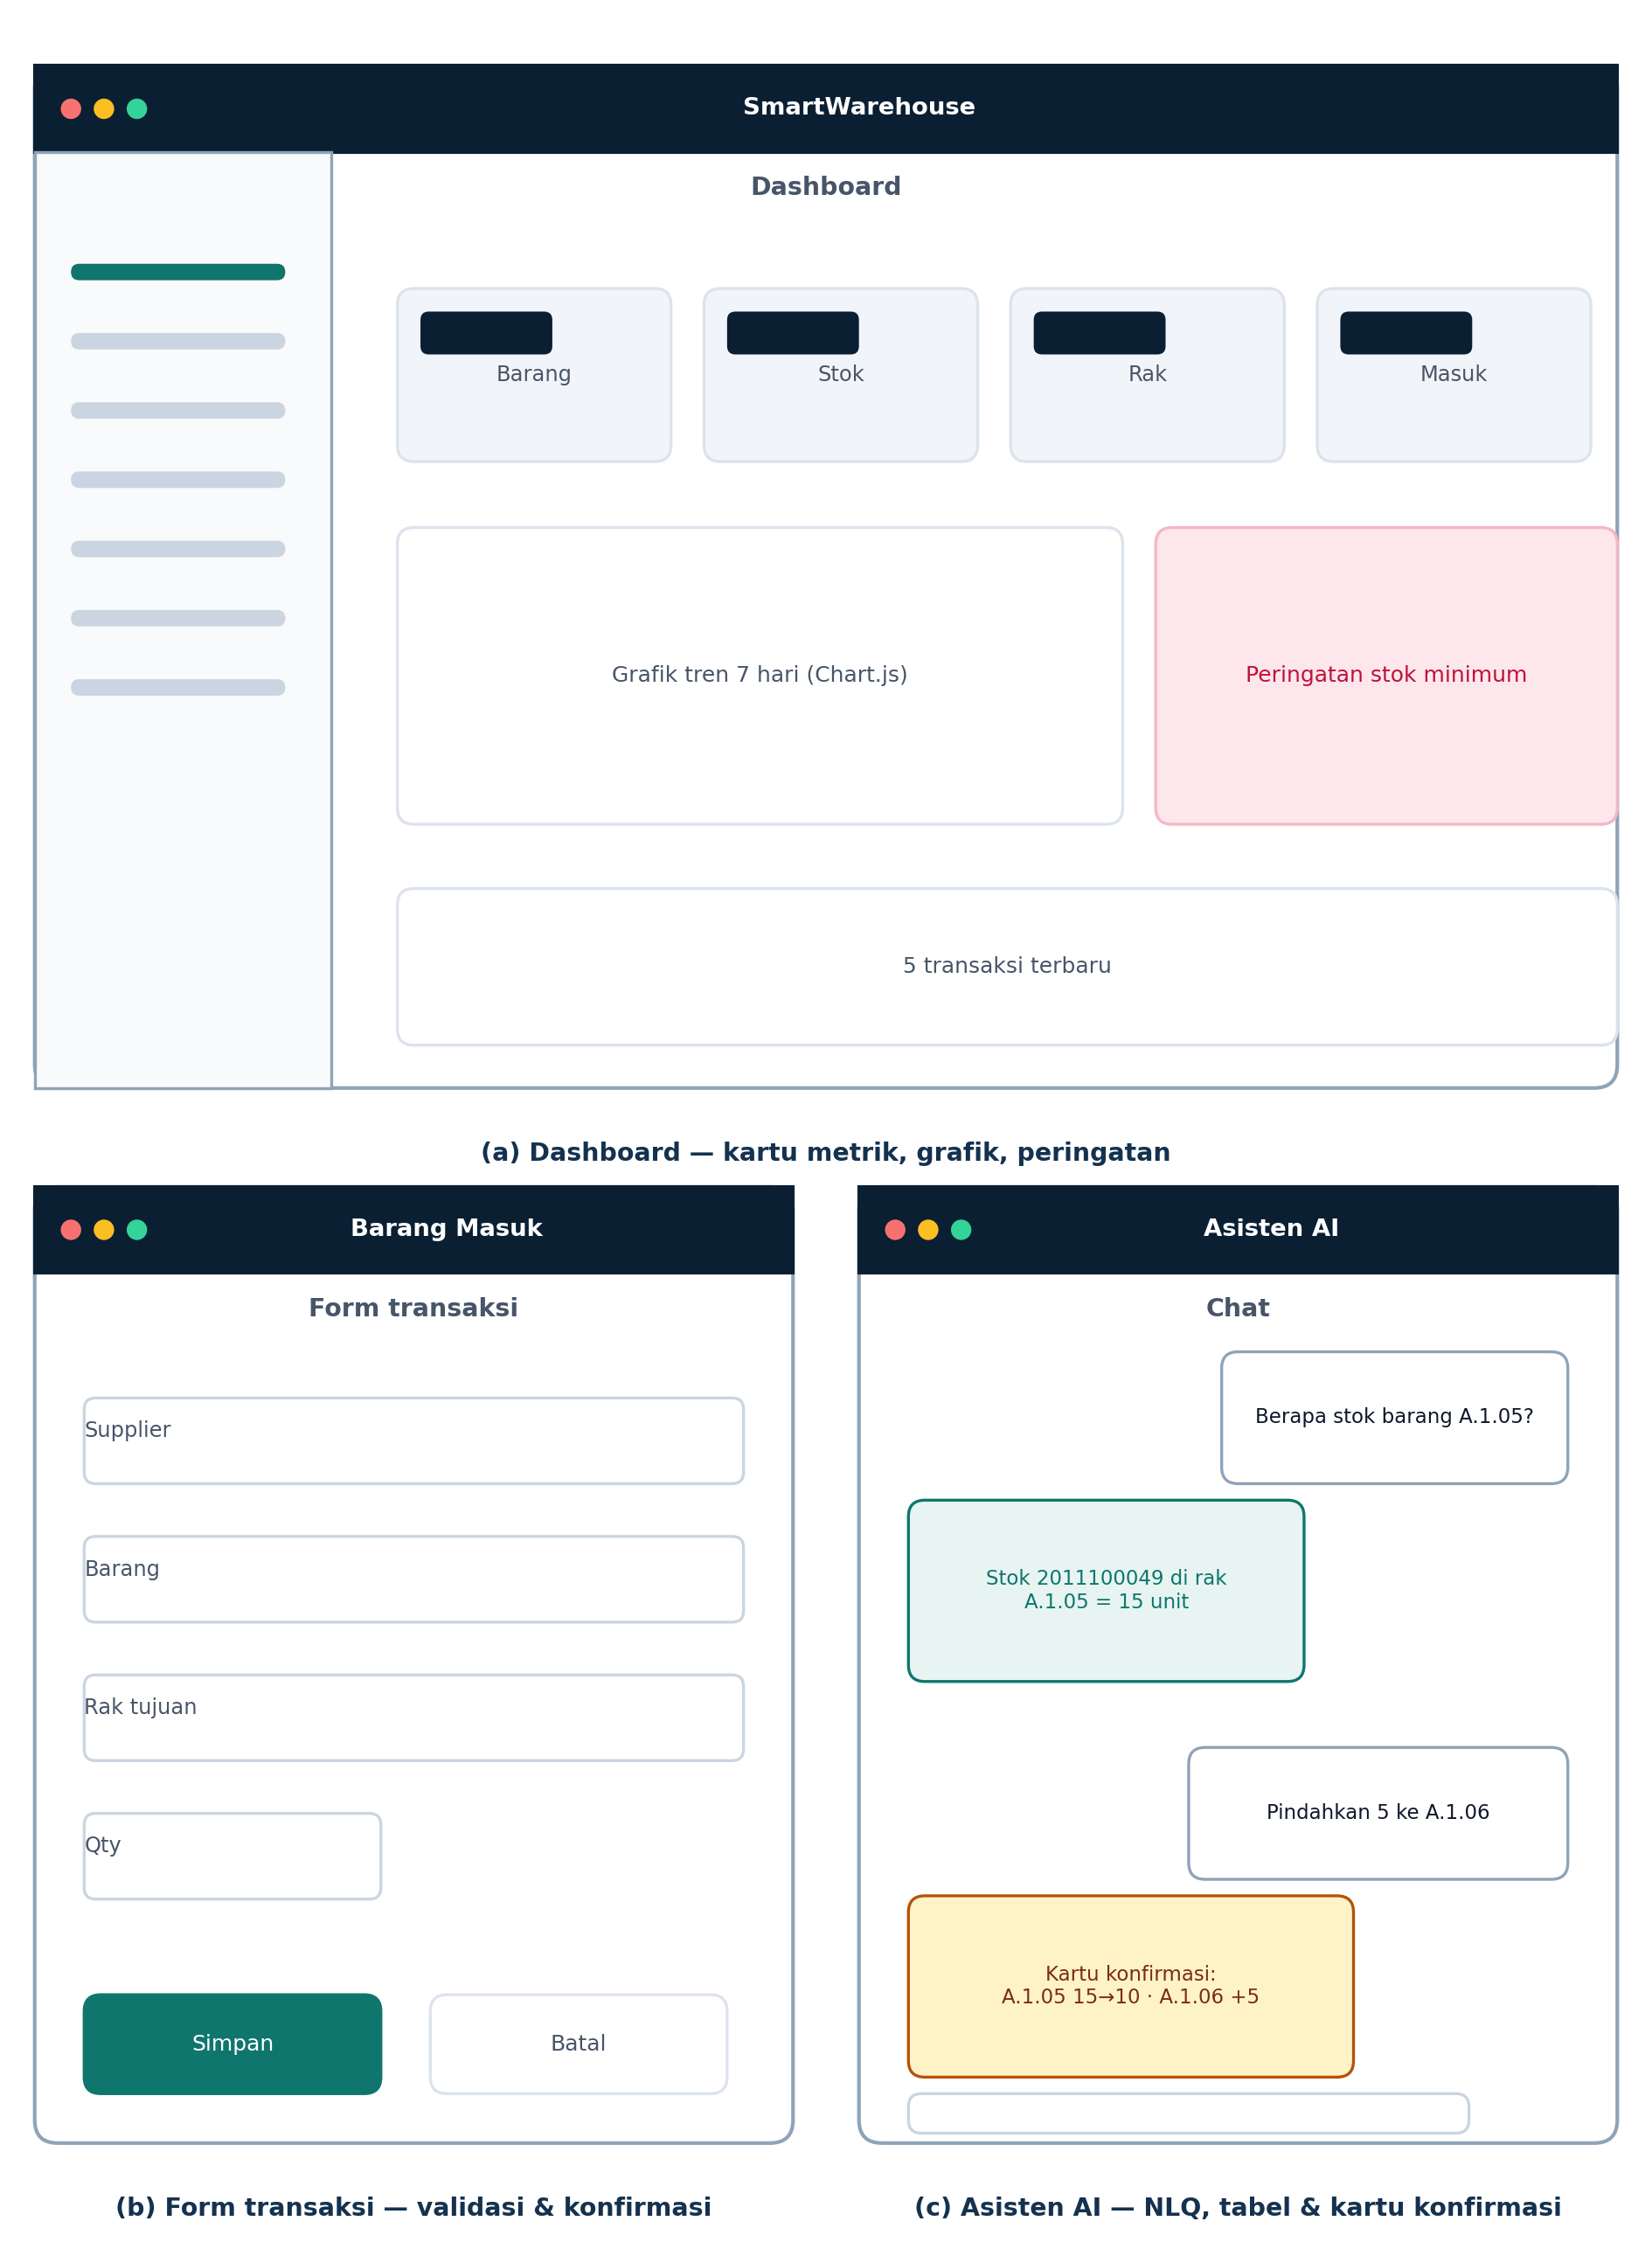 SmartWarehouse
Dashboard
Barang
Stok
Rak
Masuk
Grafik tren 7 hari (Chart.js)
Peringatan stok minimum
5 transaksi terbaru
(a) Dashboard — kartu metrik, grafik, peringatan
Barang Masuk
Form transaksi
Supplier
Barang
Rak tujuan
Qty
Simpan
Batal
(b) Form transaksi — validasi & konfirmasi
Asisten AI
Chat
Berapa stok barang A.1.05?
Stok 2011100049 di rak
A.1.05 = 15 unit
Pindahkan 5 ke A.1.06
Kartu konfirmasi:
A.1.05 15→10 · A.1.06 +5
(c) Asisten AI — NLQ, tabel & kartu konfirmasi